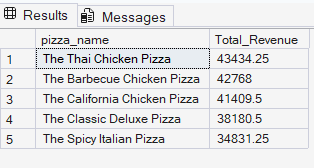 Results Messages
pizza_name Total_Revenue
1 The Thai Chicken Pizza 43434.25
2 The Barbecue Chicken Pizza 42768
3 The California Chicken Pizza 41409.5
4 The Classic Deluxe Pizza 38180.5
5 The Spicy Italian Pizza 34831.25